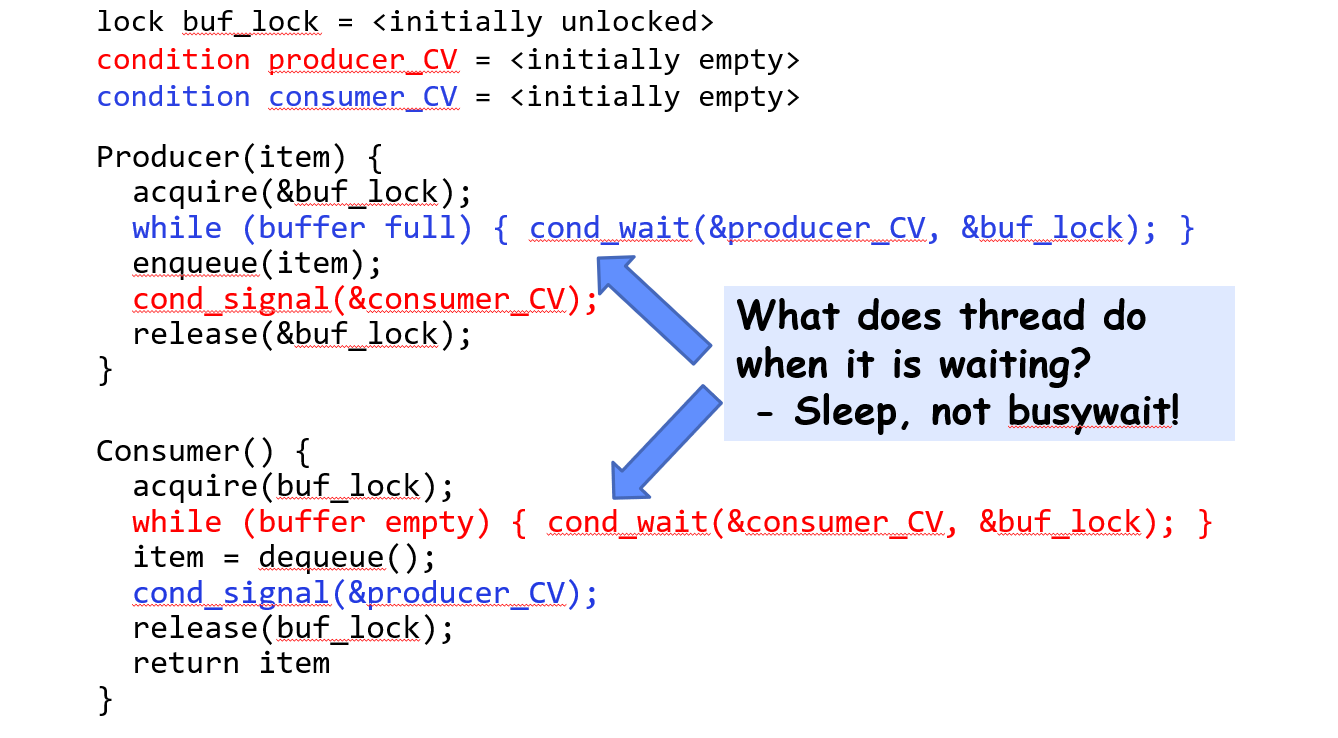 lock buf_lock = <initially unlocked>
condition producer_CV = <initially empty>
condition consumer_CV = <initially empty>
Producer(item) {
  acquire(&buf_lock);
  while (buffer full) { cond_wait(&producer_CV, &buf_lock); }
  enqueue(item);
  cond_signal(&consumer_CV);
  release(&buf_lock);
}
What does thread do
when it is waiting?
- Sleep, not busywait!
Consumer() {
  acquire(buf_lock);
  while (buffer empty) { cond_wait(&consumer_CV, &buf_lock); }
  item = dequeue();
  cond_signal(&producer_CV);
  release(buf_lock);
  return item
}